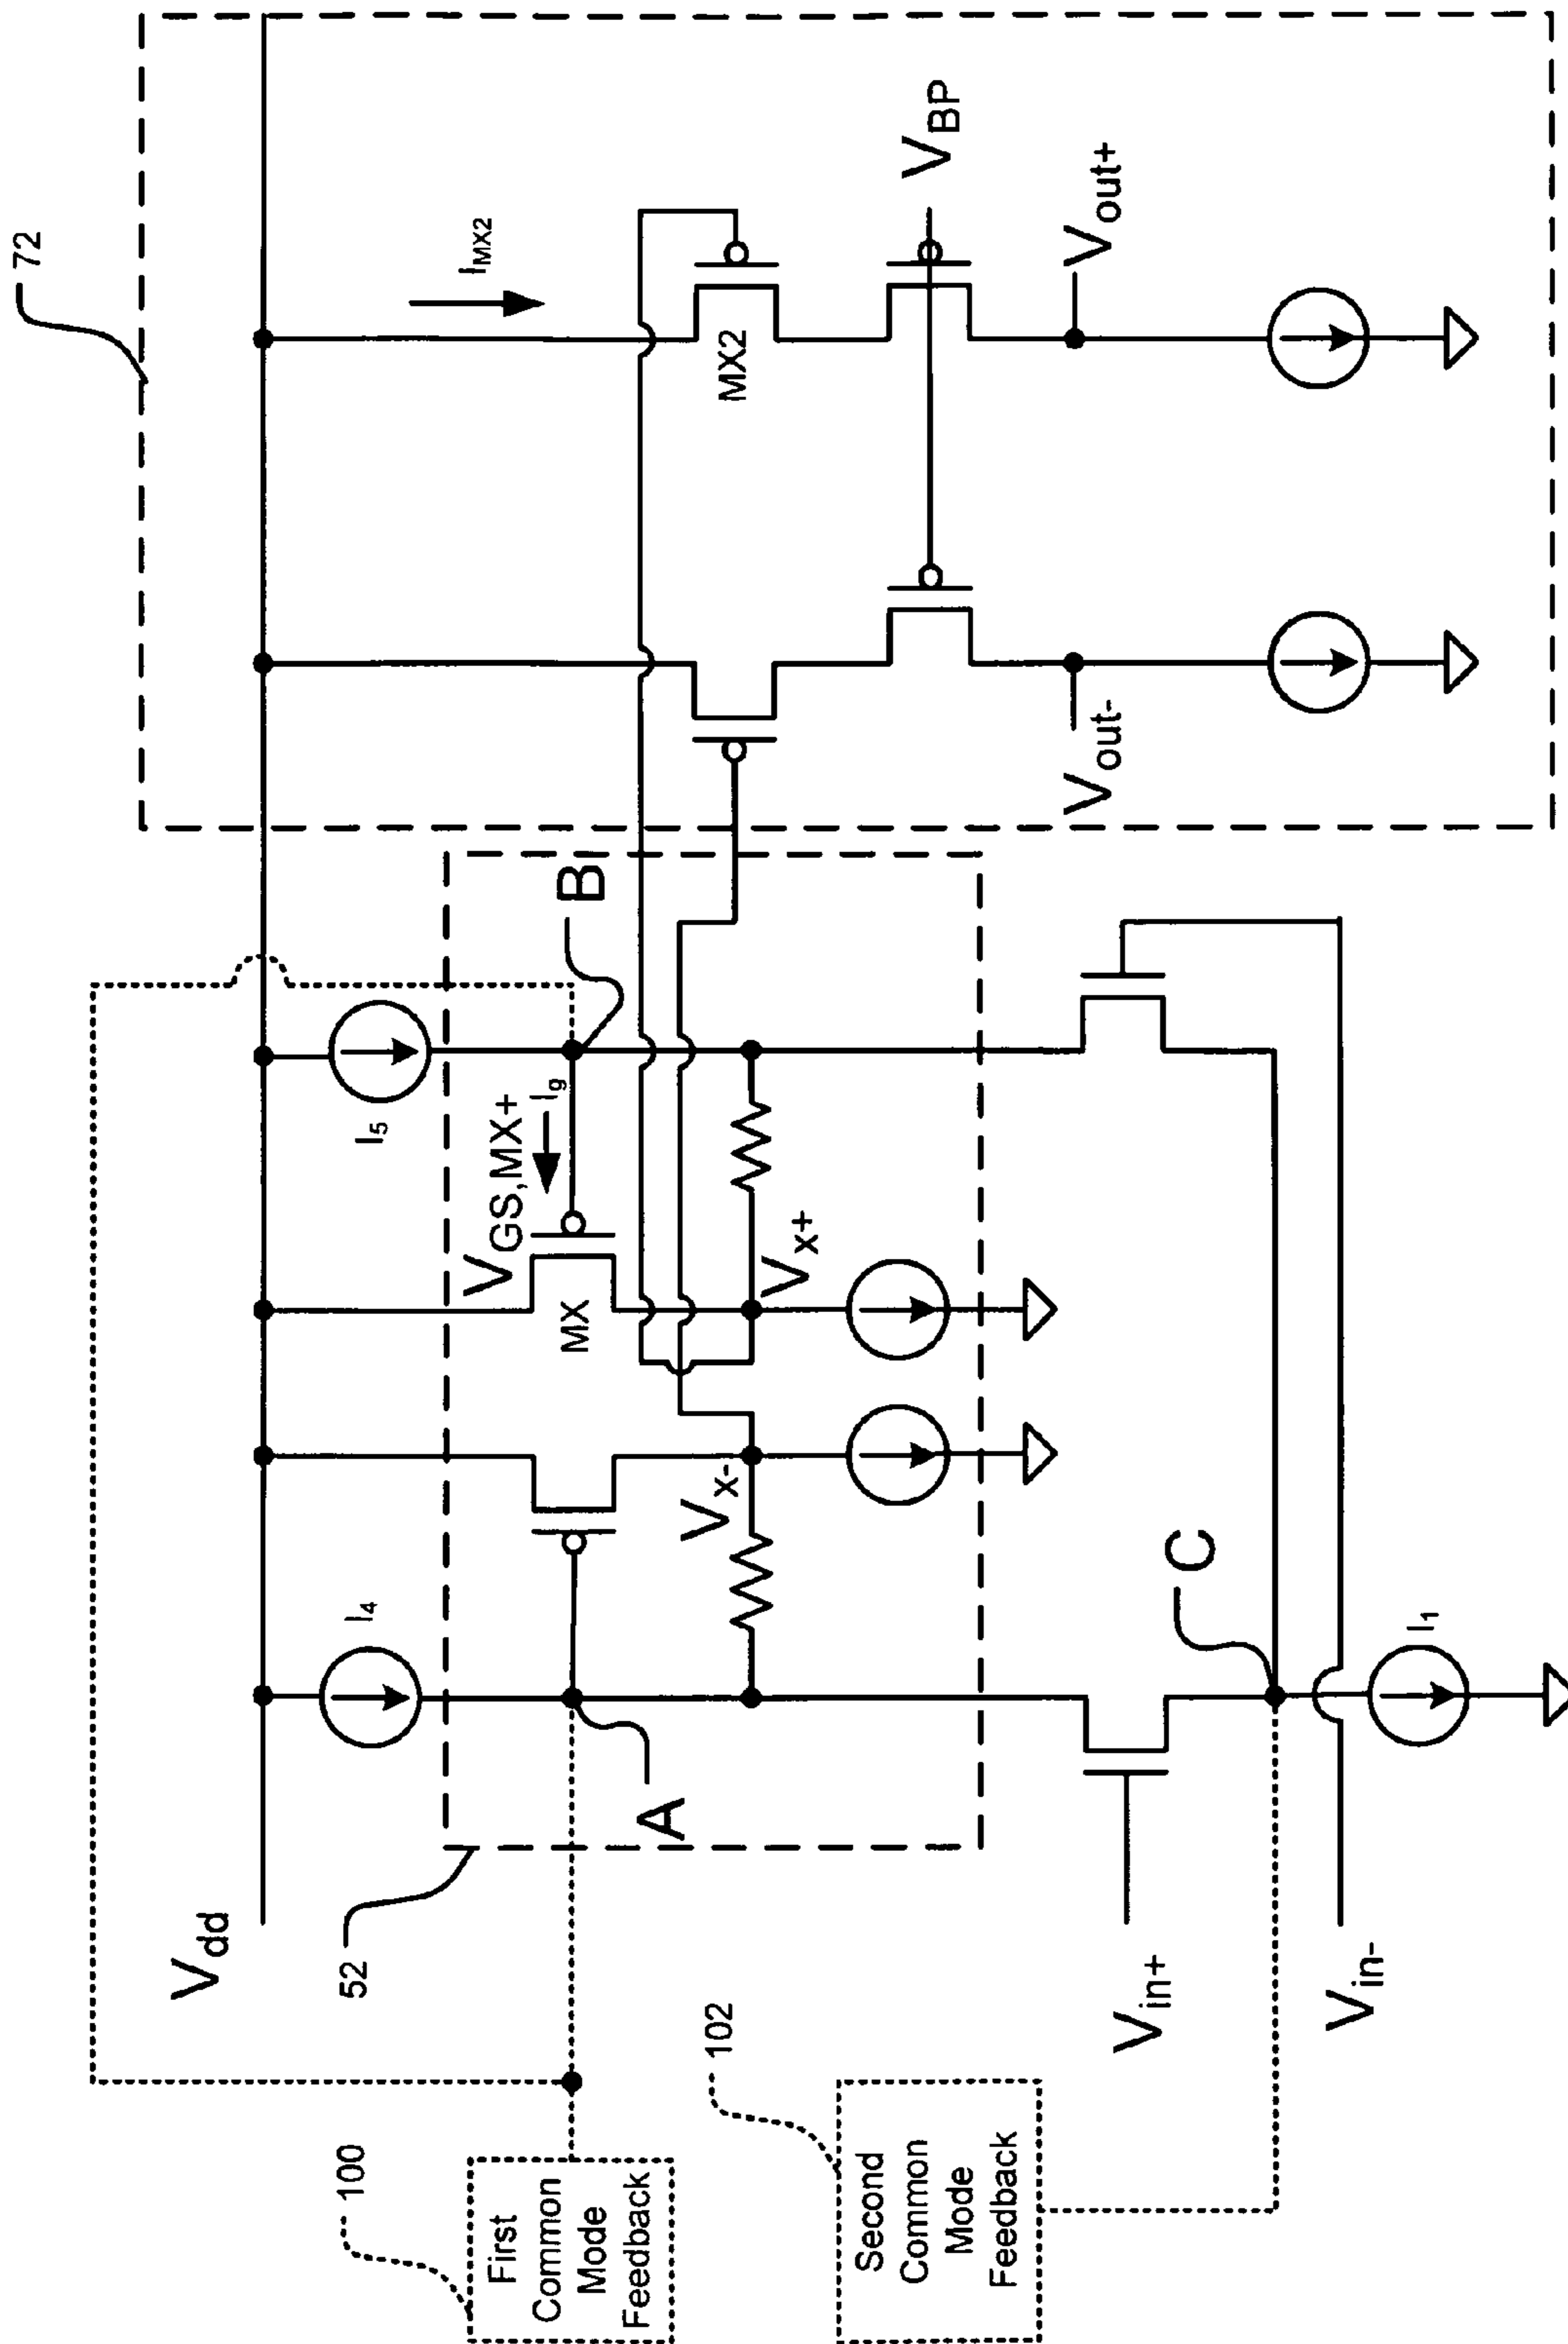 72
V_dd
I_4
I_5
I_MX2
52
A
B
V_GS,MX+
I_g
MX
MX2
V_x-
V_x+
V_BP
V_out-
V_out+
100
First
Common
Mode
Feedback
102
Second
Common
Mode
Feedback
V_in+
V_in-
C
I_1